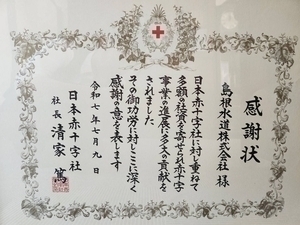 感謝状
島根水道株式会社 様
日本赤十字社に対し重ねて
多額の浄資を寄せられ赤十字
事業の進展に多大の貢献を
されました
その御功労に対しここに深く
感謝の意を表します
令和七年七月九日
日本赤十字社
社長 清家 篤